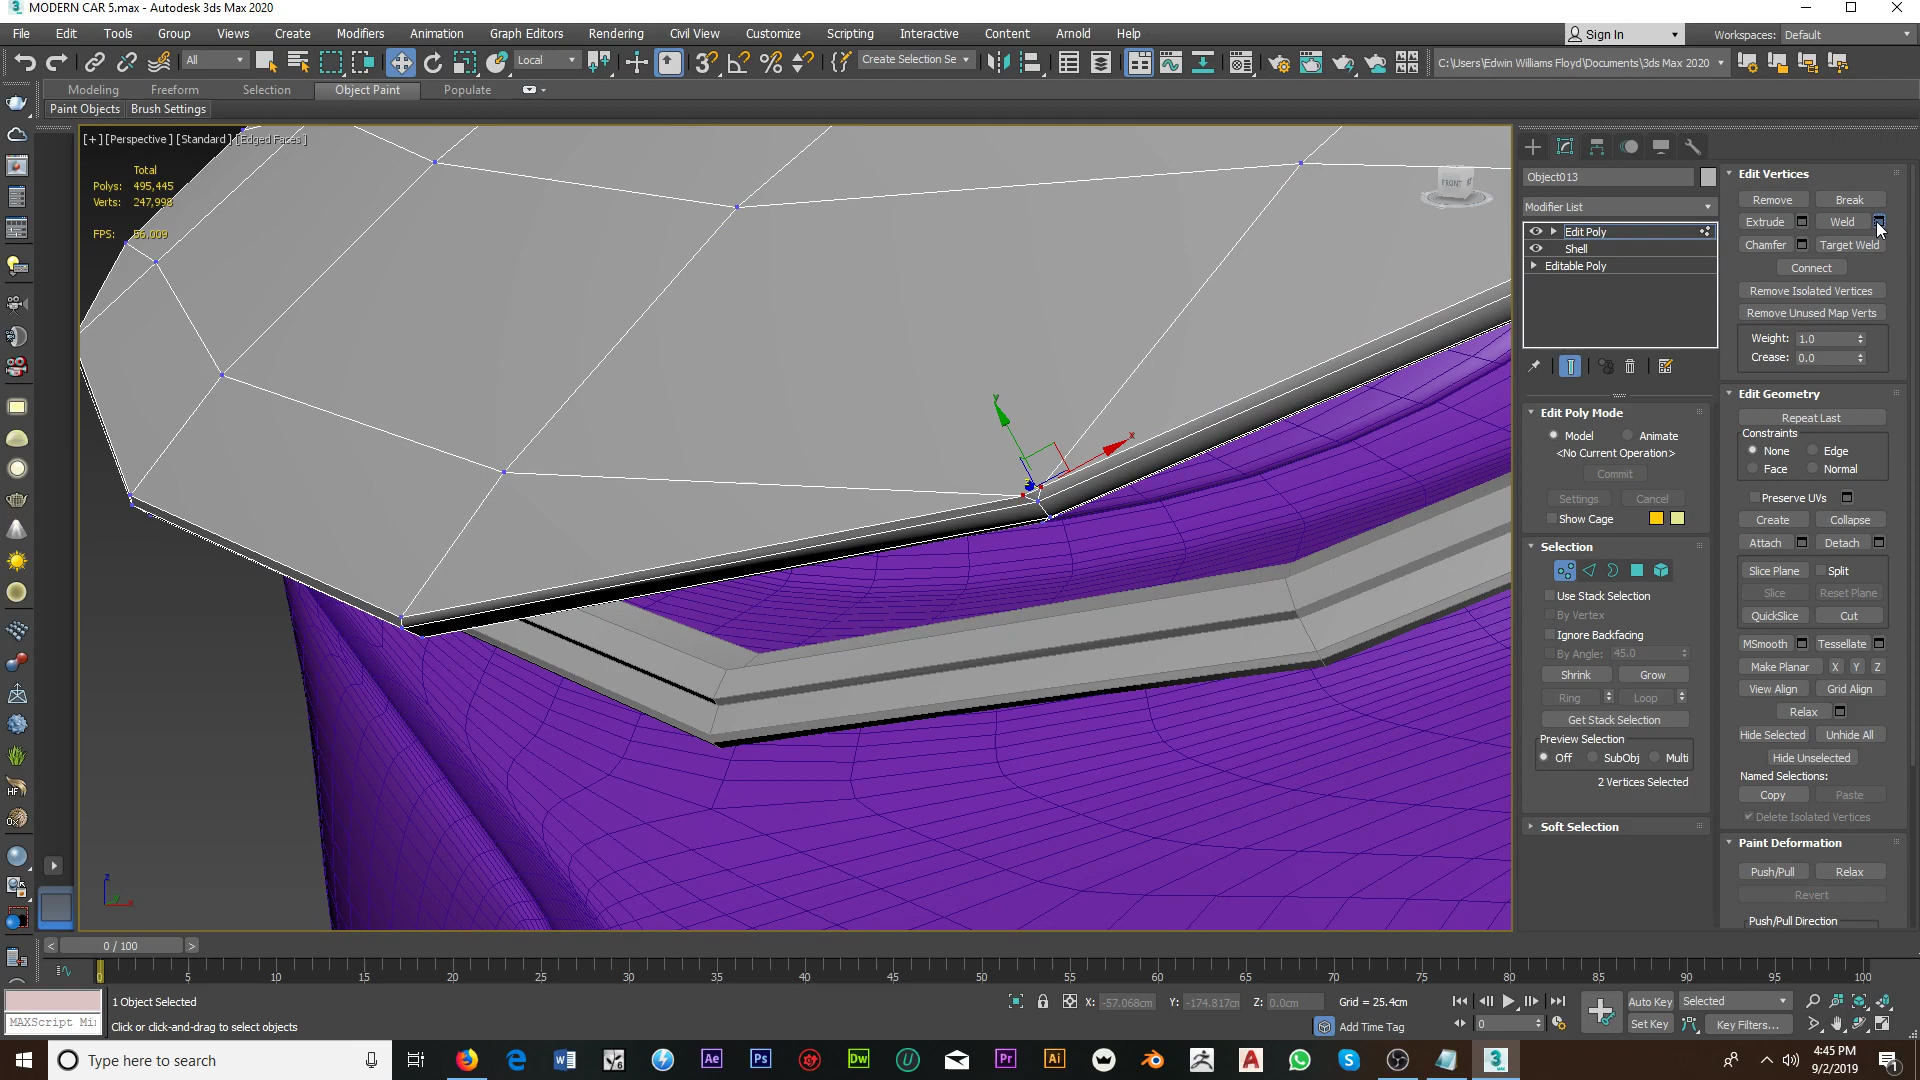 MODERN CAR 5.max - Autodesk 3ds Max 2020
File Edit Tools Group Views Create Modifiers Animation Graph Editors Rendering Civil View Customize Scripting Interactive Content Arnold Help
Sign In
Workspaces: Default
All
Local
Create Selection Se
C:\Users\Edwin Williams Floyd\Documents\3ds Max 2020
Modeling Freeform Selection Object Paint Populate
Paint Objects Brush Settings
[+] [Perspective ] [Standard ] [Edged Faces ]
Total
Polys: 495,445
Verts: 247,998
FPS: 56.009
FRONT
y
x
Object013
Modifier List
Edit Poly
Shell
Editable Poly
Edit Poly Mode
Model Animate
<No Current Operation>
Commit
Settings Cancel
Show Cage
Selection
Use Stack Selection
By Vertex
Ignore Backfacing
By Angle: 45.0
Shrink Grow
Ring Loop
Get Stack Selection
Preview Selection
Off SubObj Multi
2 Vertices Selected
Soft Selection
Edit Vertices
Remove Break
Extrude Weld
Chamfer Target Weld
Connect
Remove Isolated Vertices
Remove Unused Map Verts
Weight: 1.0
Crease: 0.0
Edit Geometry
Repeat Last
Constraints
None Edge
Face Normal
Preserve UVs
Create Collapse
Attach Detach
Slice Plane Split
Slice Reset Plane
QuickSlice Cut
MSmooth Tessellate
Make Planar X Y Z
View Align Grid Align
Relax
Hide Selected Unhide All
Hide Unselected
Named Selections:
Copy Paste
Delete Isolated Vertices
Paint Deformation
Push/Pull Relax
Revert
Push/Pull Direction
z
x
< 0 / 100 >
0 5 10 15 20 25 30 35 40 45 50 55 60 65 70 75 80 85 90 95 100
1 Object Selected
X: -57.068cm Y: -174.817cm Z: 0.0cm Grid = 25.4cm
Auto Key Selected
MAXScript Mi
Click or click-and-drag to select objects
Add Time Tag
0
Set Key Key Filters...
Type here to search
Ae Ps Dw Pr Ai
4:45 PM
9/2/2019